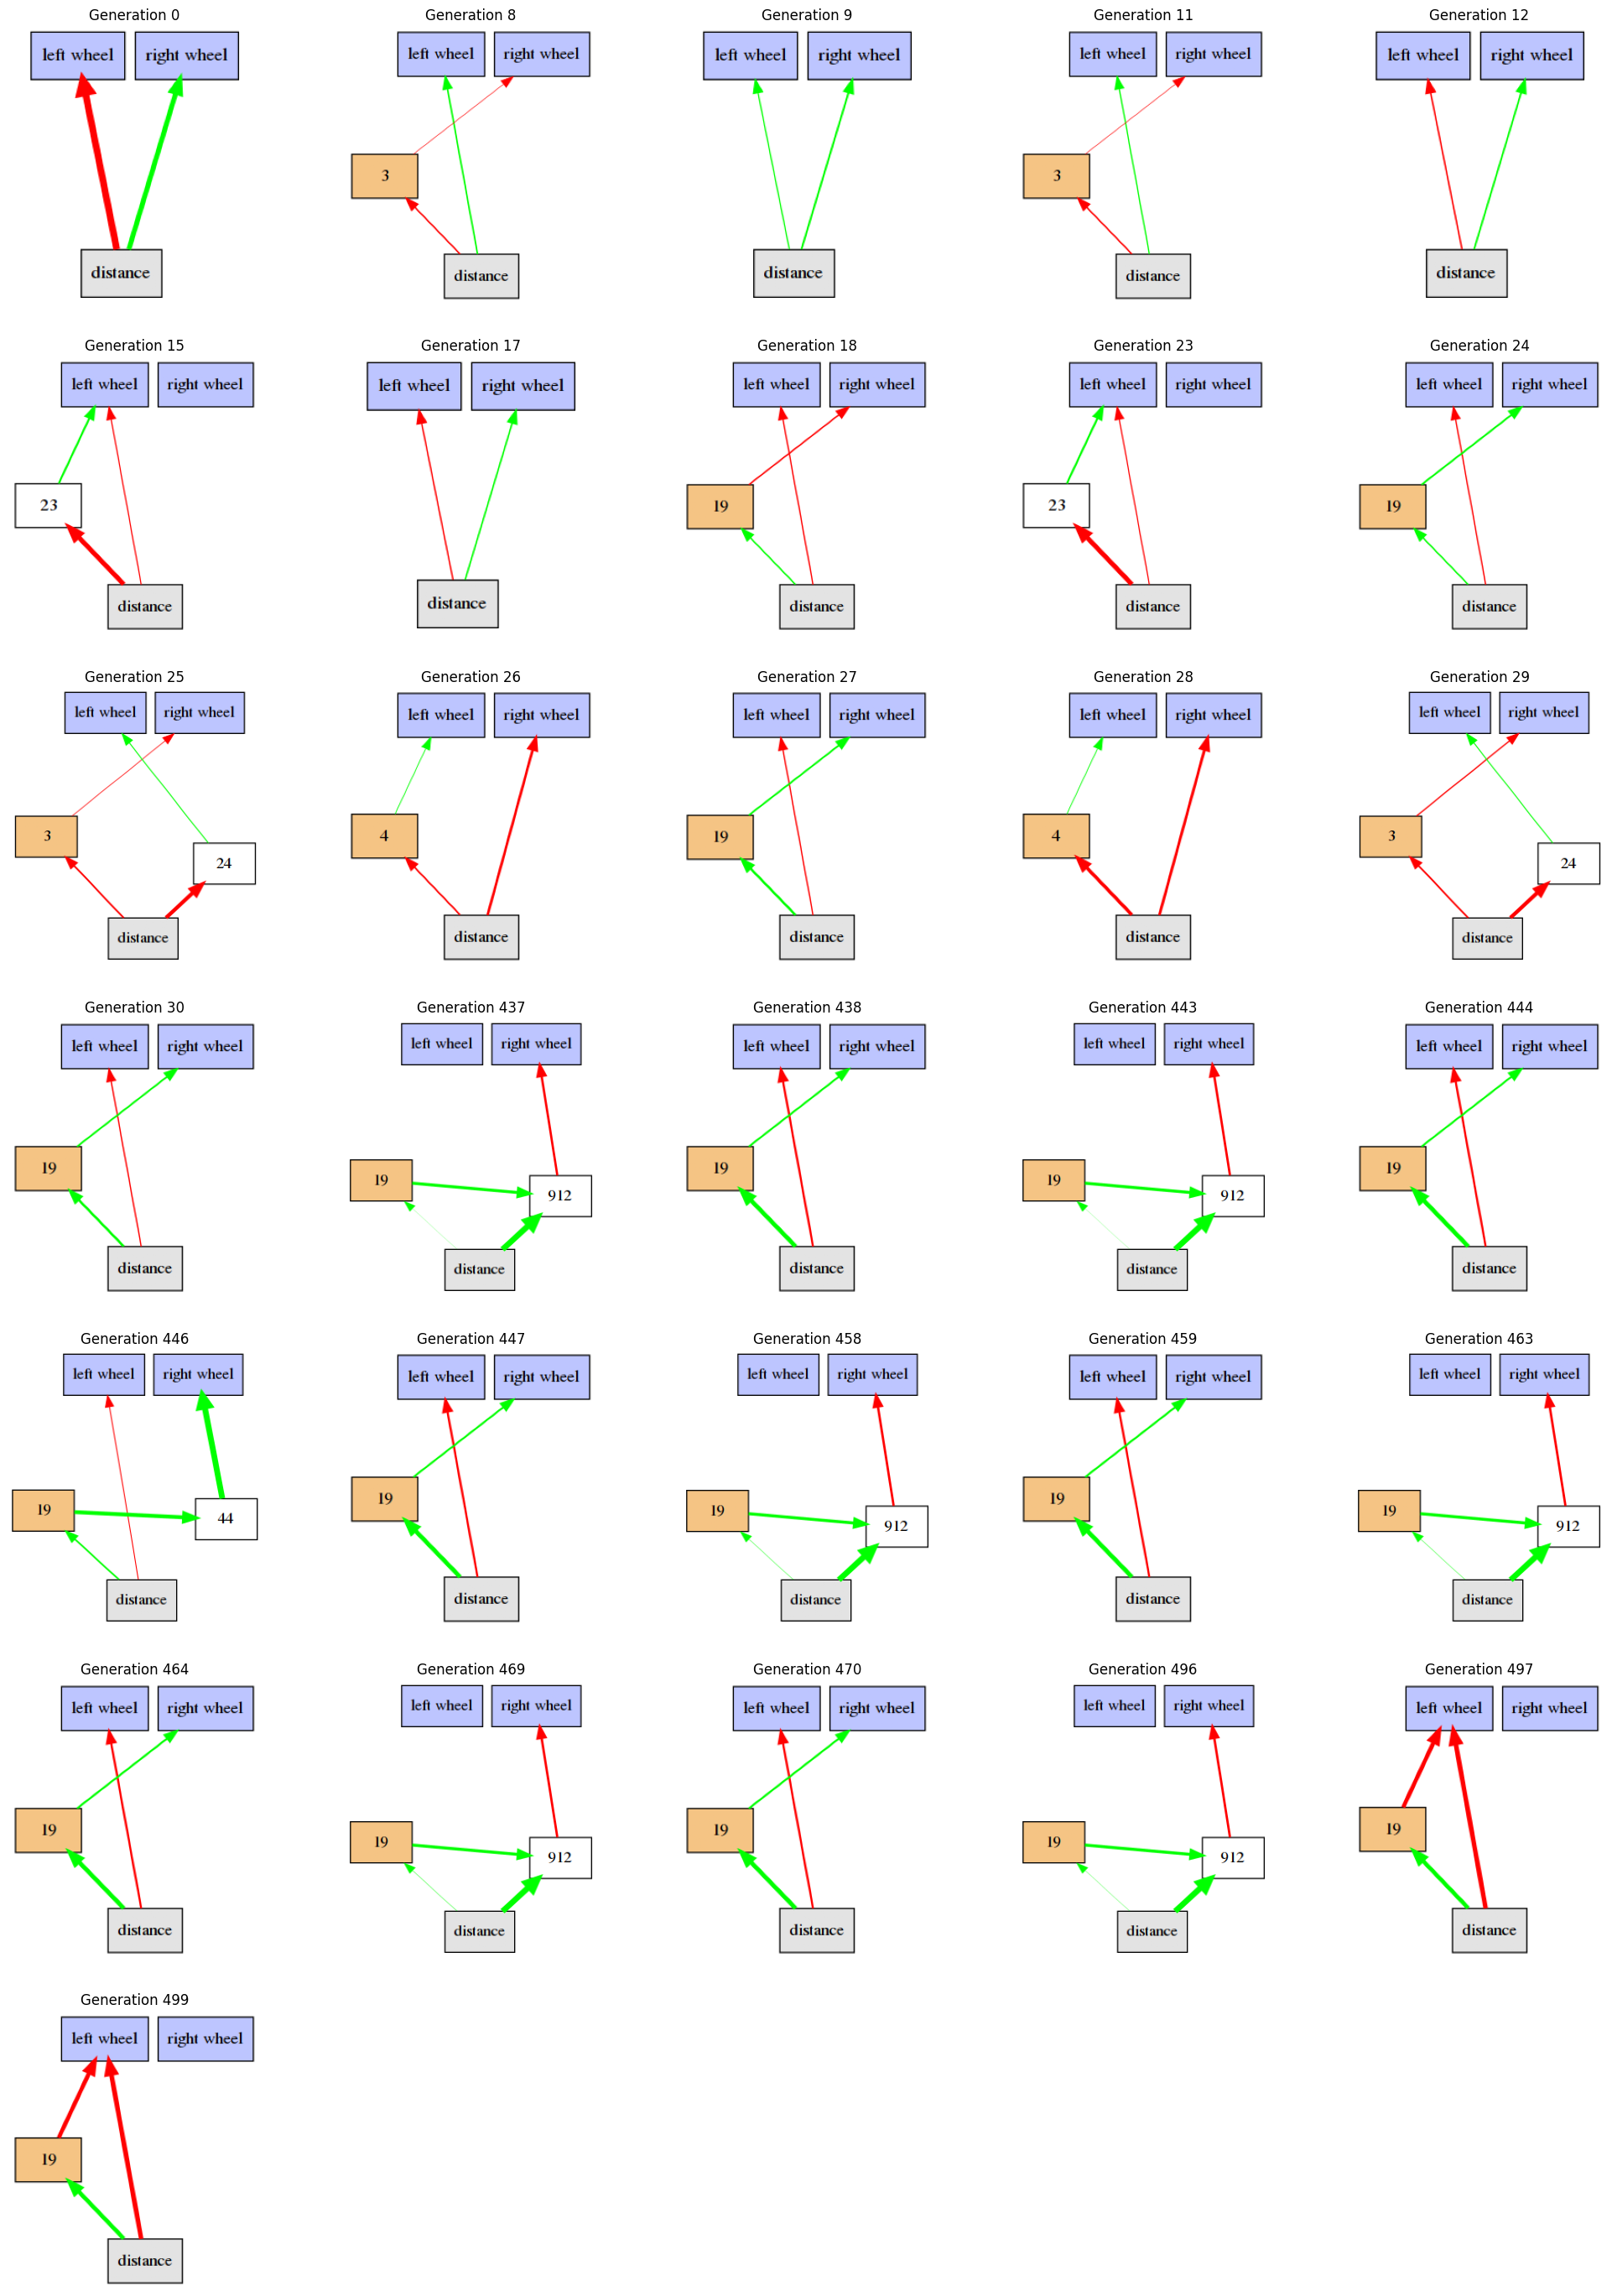 Generation 0 Generation 8 Generation 9 Generation 11 Generation 12
left wheel right wheel left wheel right wheel left wheel right wheel left wheel right wheel left wheel right wheel
3 3
distance distance distance distance distance
Generation 15 Generation 17 Generation 18 Generation 23 Generation 24
left wheel right wheel left wheel right wheel left wheel right wheel left wheel right wheel left wheel right wheel
23 19 23 19
distance distance distance distance distance
Generation 25 Generation 26 Generation 27 Generation 28 Generation 29
left wheel right wheel left wheel right wheel left wheel right wheel left wheel right wheel left wheel right wheel
3 4 19 4 3
24 24
distance distance distance distance distance
Generation 30 Generation 437 Generation 438 Generation 443 Generation 444
left wheel right wheel left wheel right wheel left wheel right wheel left wheel right wheel left wheel right wheel
19 19 912 19 19 912 19
distance distance distance distance distance
Generation 446 Generation 447 Generation 458 Generation 459 Generation 463
left wheel right wheel left wheel right wheel left wheel right wheel left wheel right wheel left wheel right wheel
19 44 19 19 912 19 19 912
distance distance distance distance distance
Generation 464 Generation 469 Generation 470 Generation 496 Generation 497
left wheel right wheel left wheel right wheel left wheel right wheel left wheel right wheel left wheel right wheel
19 19 912 19 19 912 19
distance distance distance distance distance
Generation 499
left wheel right wheel
19
distance